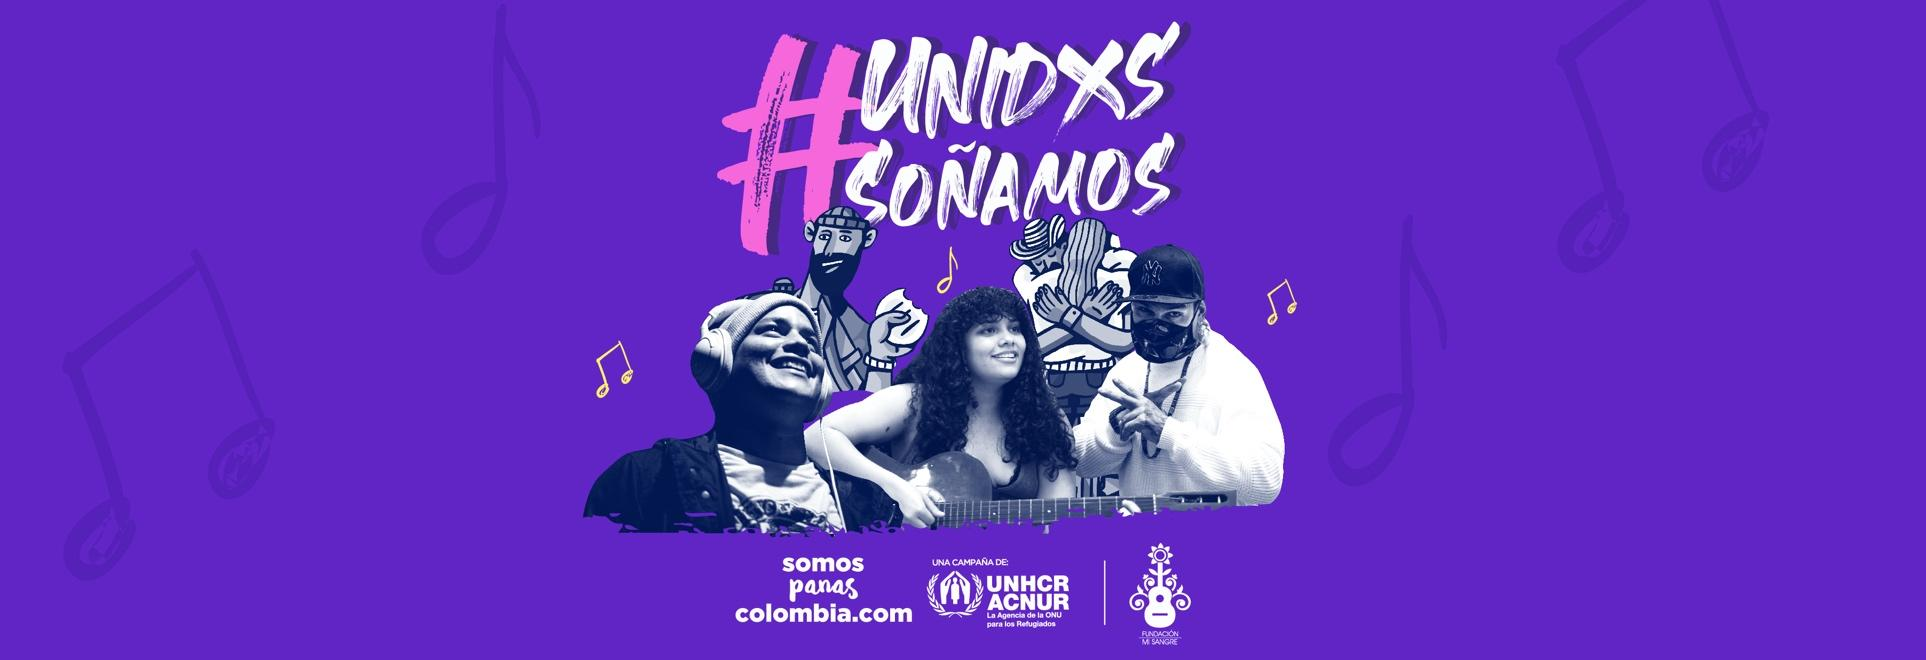 #UNIDXS
SOÑAMOS
NY
somos
panas
colombia.com
UNA CAMPAÑA DE:
UNHCR
ACNUR
La Agencia de la ONU
para los Refugiados
FUNDACIÓN
MI SANGRE